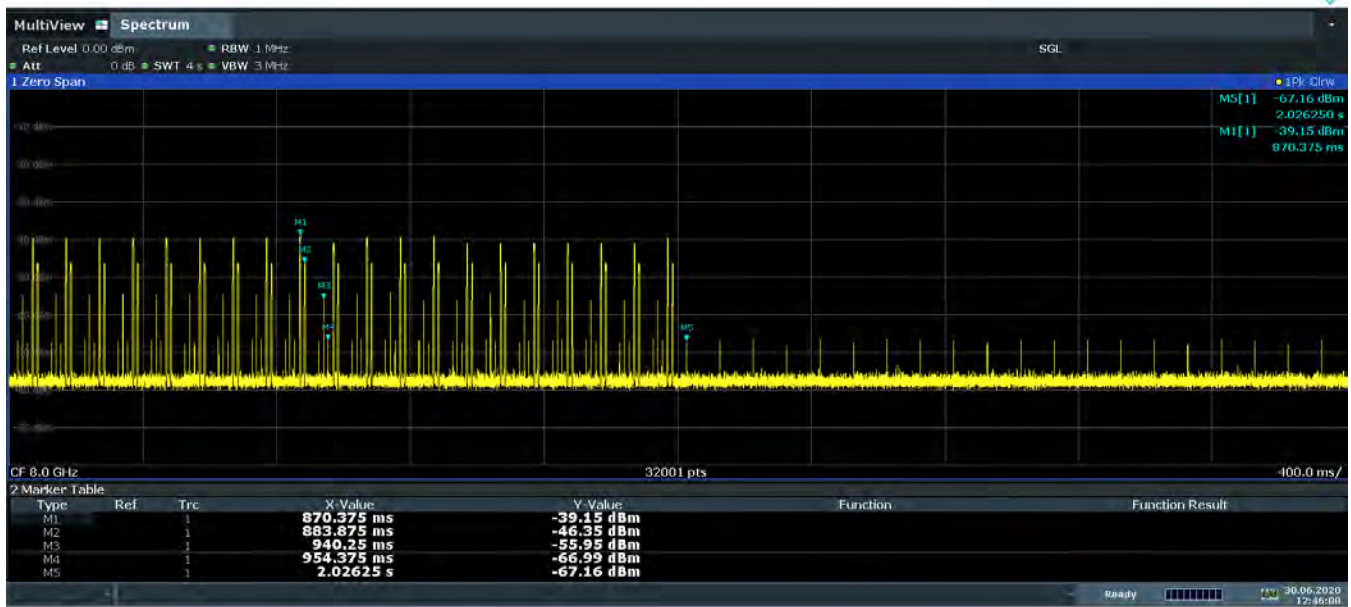 MultiView Spectrum
Ref Level 0.00 dBm RBW 1 MHz SGL
Att 0 dB SWT 4 s VBW 3 MHz
1 Zero Span 1Pk Clrw
M5[1] -67.16 dBm
2.026250 s
M1[1] -39.15 dBm
870.375 ms
M1
M2
M3
M4
M5
CF 8.0 GHz 32001 pts 400.0 ms/
2 Marker Table
Type Ref Trc X-Value Y-Value Function Function Result
M1 1 870.375 ms -39.15 dBm
M2 1 883.875 ms -46.35 dBm
M3 1 940.25 ms -55.95 dBm
M4 1 954.375 ms -66.99 dBm
M5 1 2.02625 s -67.16 dBm
Ready 30.06.2020
12:46:00